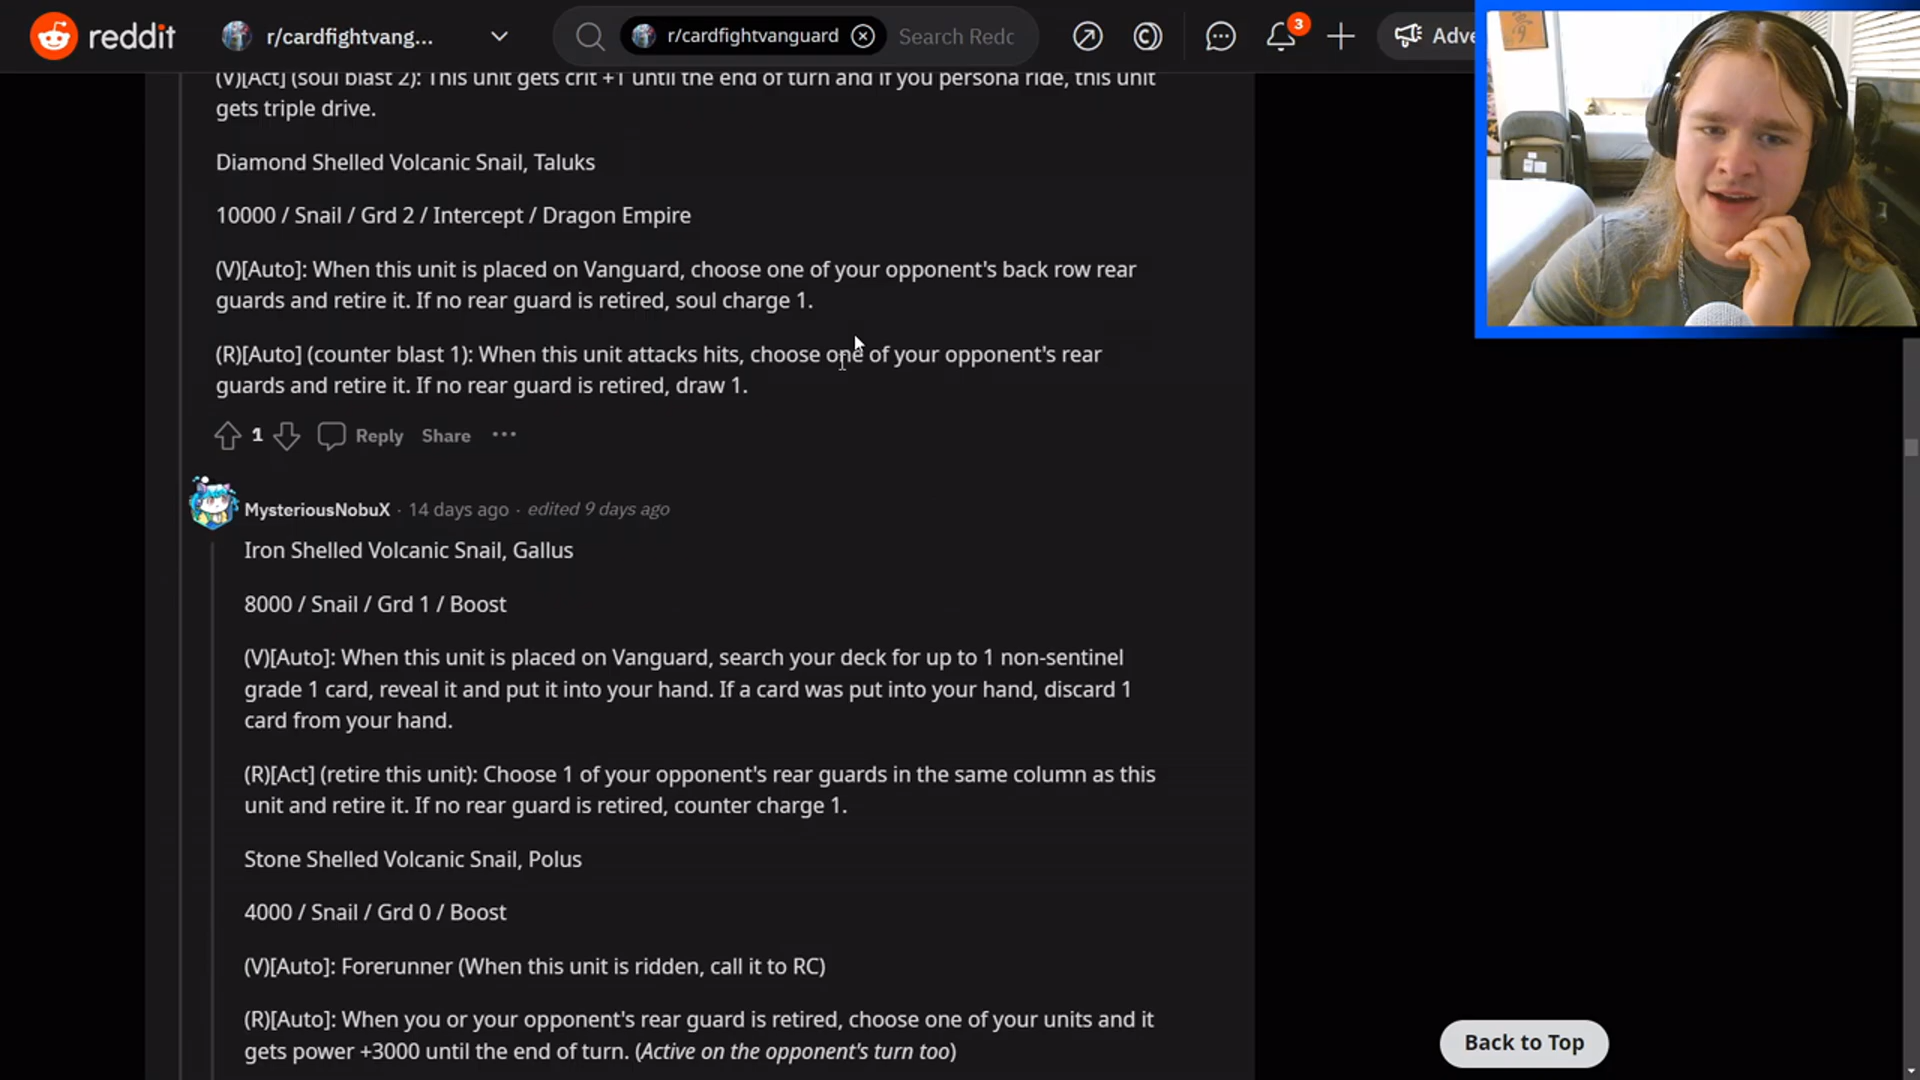 reddit
r/cardfightvang...
r/cardfightvanguard
Search Redc
3
Adve
(V)[Act] (soul blast 2): This unit gets crit +1 until the end of turn and if you persona ride, this unit
gets triple drive.
Diamond Shelled Volcanic Snail, Taluks
10000 / Snail / Grd 2 / Intercept / Dragon Empire
(V)[Auto]: When this unit is placed on Vanguard, choose one of your opponent's back row rear
guards and retire it. If no rear guard is retired, soul charge 1.
(R)[Auto] (counter blast 1): When this unit attacks hits, choose one of your opponent's rear
guards and retire it. If no rear guard is retired, draw 1.
1 Reply Share
MysteriousNobuX · 14 days ago · edited 9 days ago
Iron Shelled Volcanic Snail, Gallus
8000 / Snail / Grd 1 / Boost
(V)[Auto]: When this unit is placed on Vanguard, search your deck for up to 1 non-sentinel
grade 1 card, reveal it and put it into your hand. If a card was put into your hand, discard 1
card from your hand.
(R)[Act] (retire this unit): Choose 1 of your opponent's rear guards in the same column as this
unit and retire it. If no rear guard is retired, counter charge 1.
Stone Shelled Volcanic Snail, Polus
4000 / Snail / Grd 0 / Boost
(V)[Auto]: Forerunner (When this unit is ridden, call it to RC)
(R)[Auto]: When you or your opponent's rear guard is retired, choose one of your units and it
gets power +3000 until the end of turn. (Active on the opponent's turn too)
Back to Top